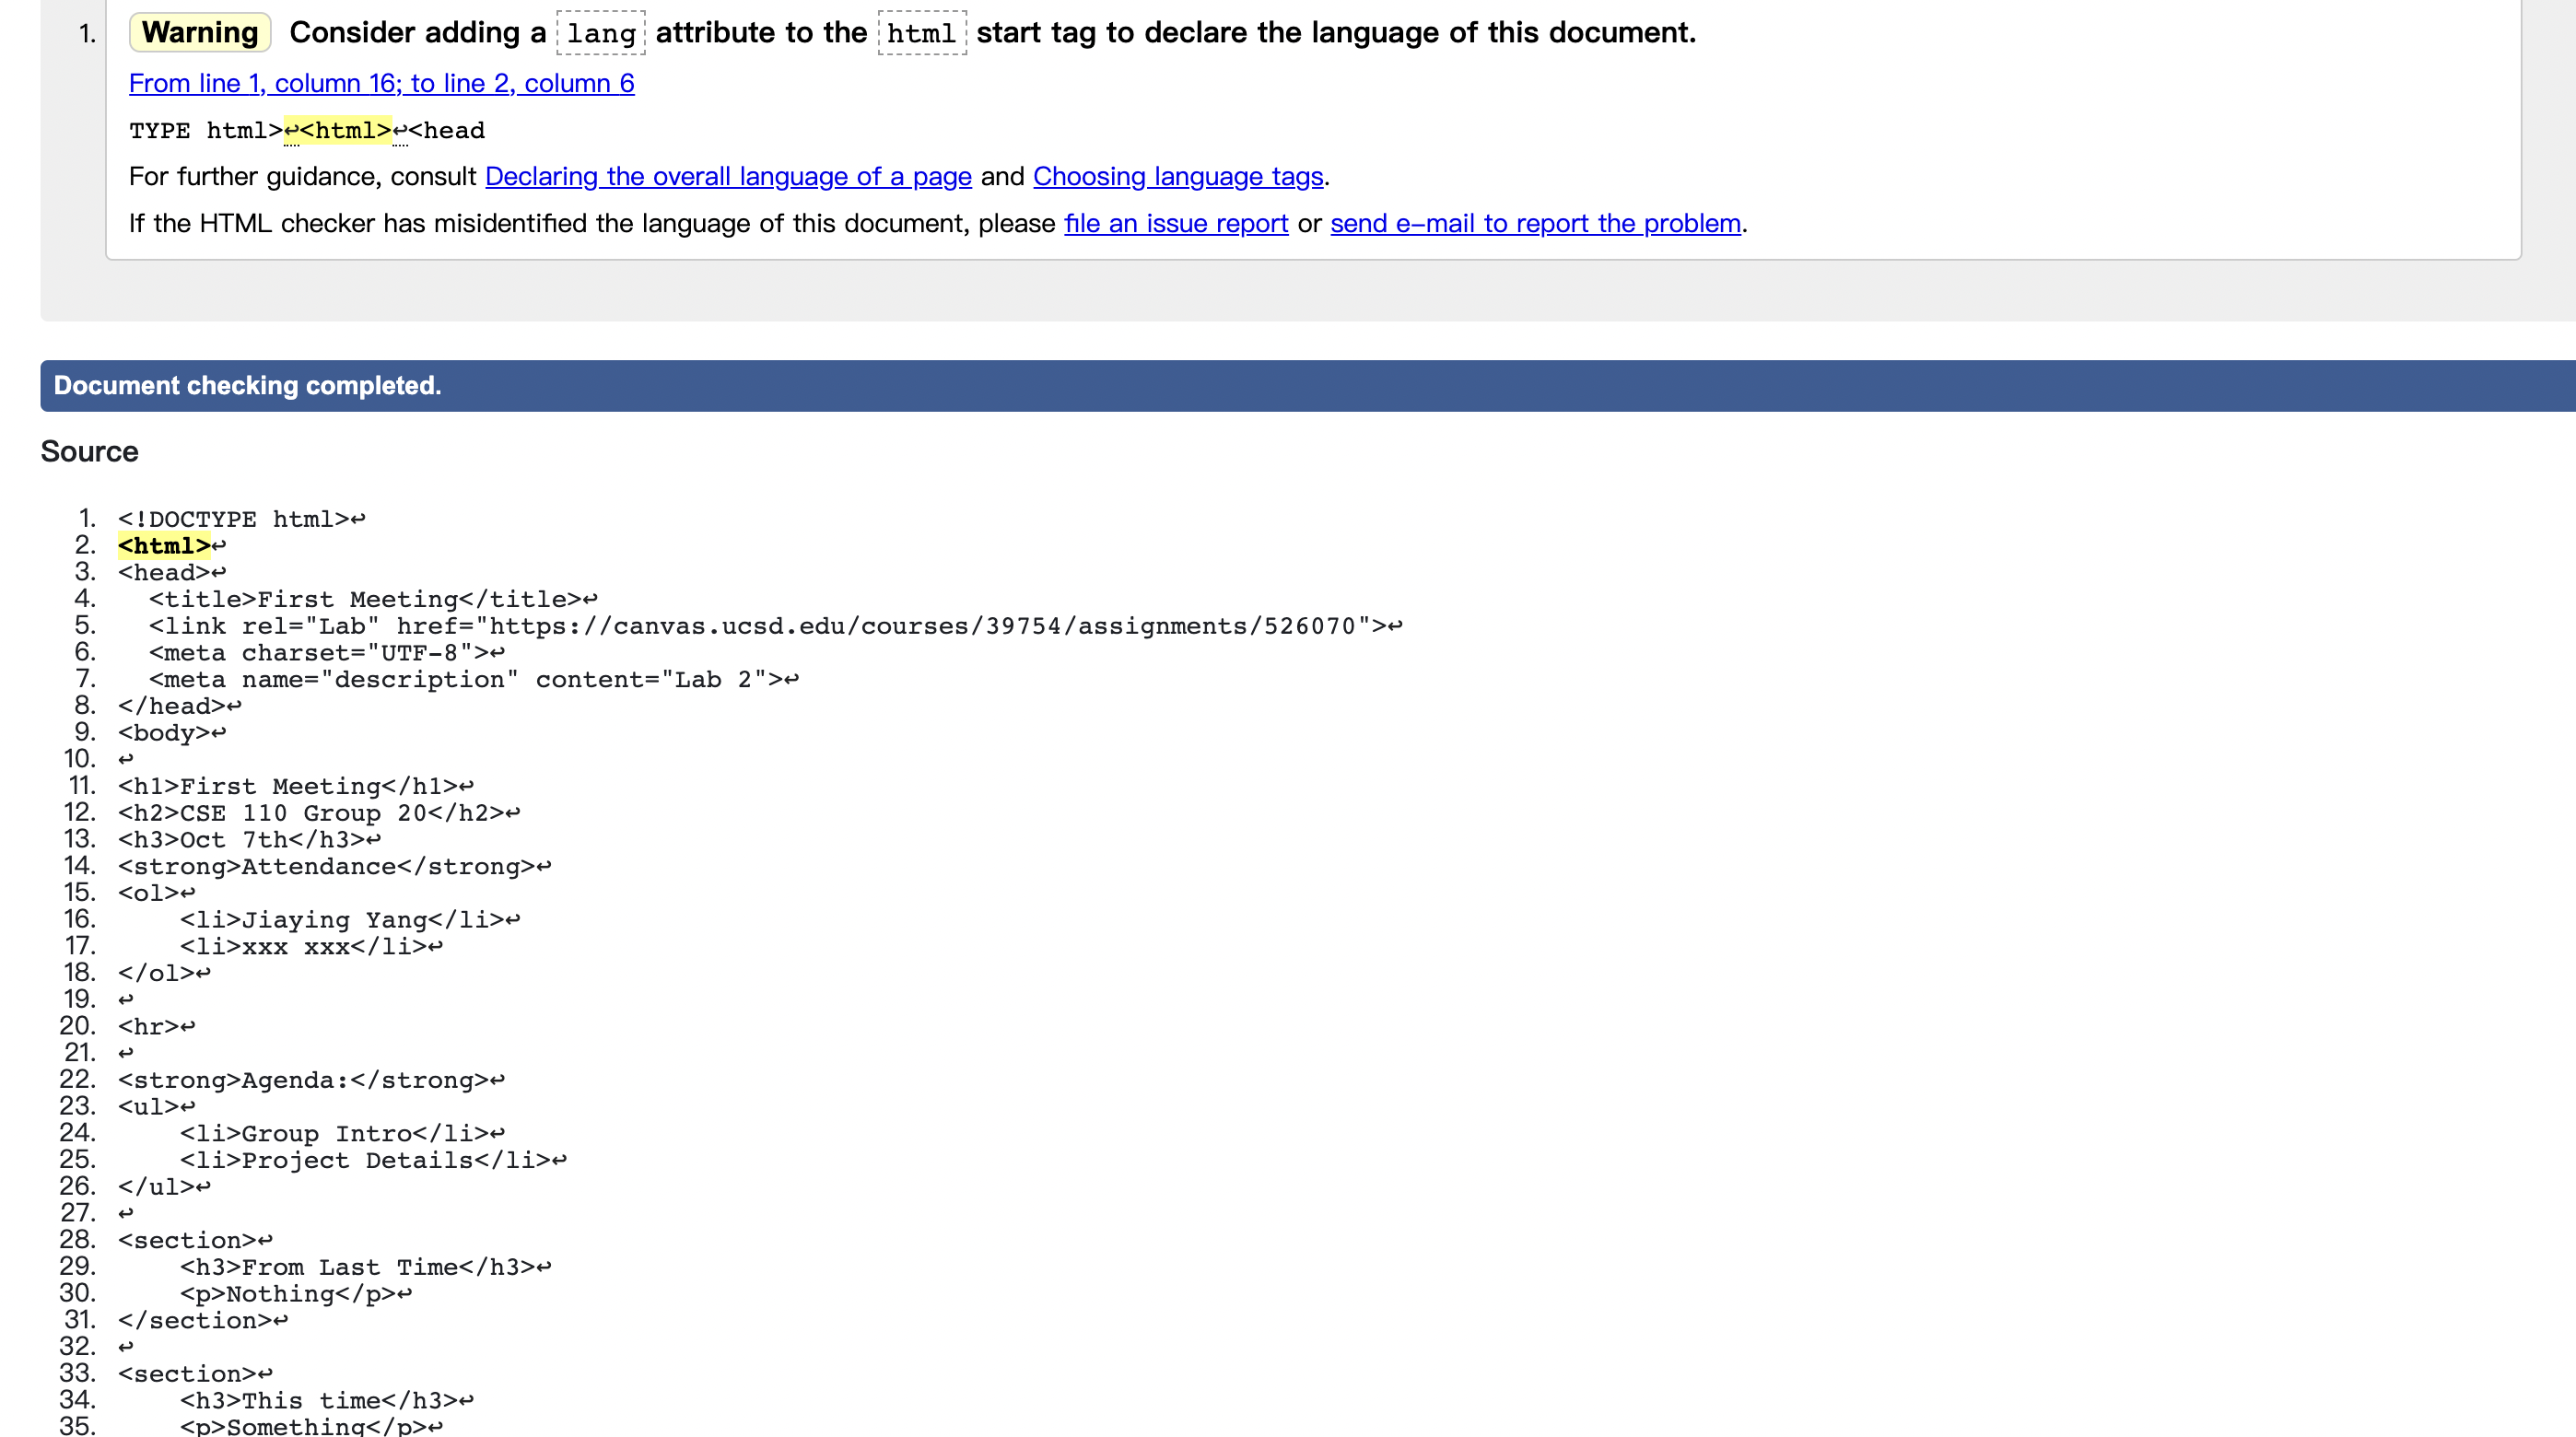 1. Warning Consider adding a lang attribute to the html start tag to declare the language of this document.
From line 1, column 16; to line 2, column 6
TYPE html>↩<html>↩<head
For further guidance, consult Declaring the overall language of a page and Choosing language tags.
If the HTML checker has misidentified the language of this document, please file an issue report or send e-mail to report the problem.
Document checking completed.
Source
1. <!DOCTYPE html>↩
2. <html>↩
3. <head>↩
4.   <title>First Meeting</title>↩
5.   <link rel="Lab" href="https://canvas.ucsd.edu/courses/39754/assignments/526070">↩
6.   <meta charset="UTF-8">↩
7.   <meta name="description" content="Lab 2">↩
8. </head>↩
9. <body>↩
10. ↩
11. <h1>First Meeting</h1>↩
12. <h2>CSE 110 Group 20</h2>↩
13. <h3>Oct 7th</h3>↩
14. <strong>Attendance</strong>↩
15. <ol>↩
16.     <li>Jiaying Yang</li>↩
17.     <li>xxx xxx</li>↩
18. </ol>↩
19. ↩
20. <hr>↩
21. ↩
22. <strong>Agenda:</strong>↩
23. <ul>↩
24.     <li>Group Intro</li>↩
25.     <li>Project Details</li>↩
26. </ul>↩
27. ↩
28. <section>↩
29.     <h3>From Last Time</h3>↩
30.     <p>Nothing</p>↩
31. </section>↩
32. ↩
33. <section>↩
34.     <h3>This time</h3>↩
35.     <p>Something</p>↩